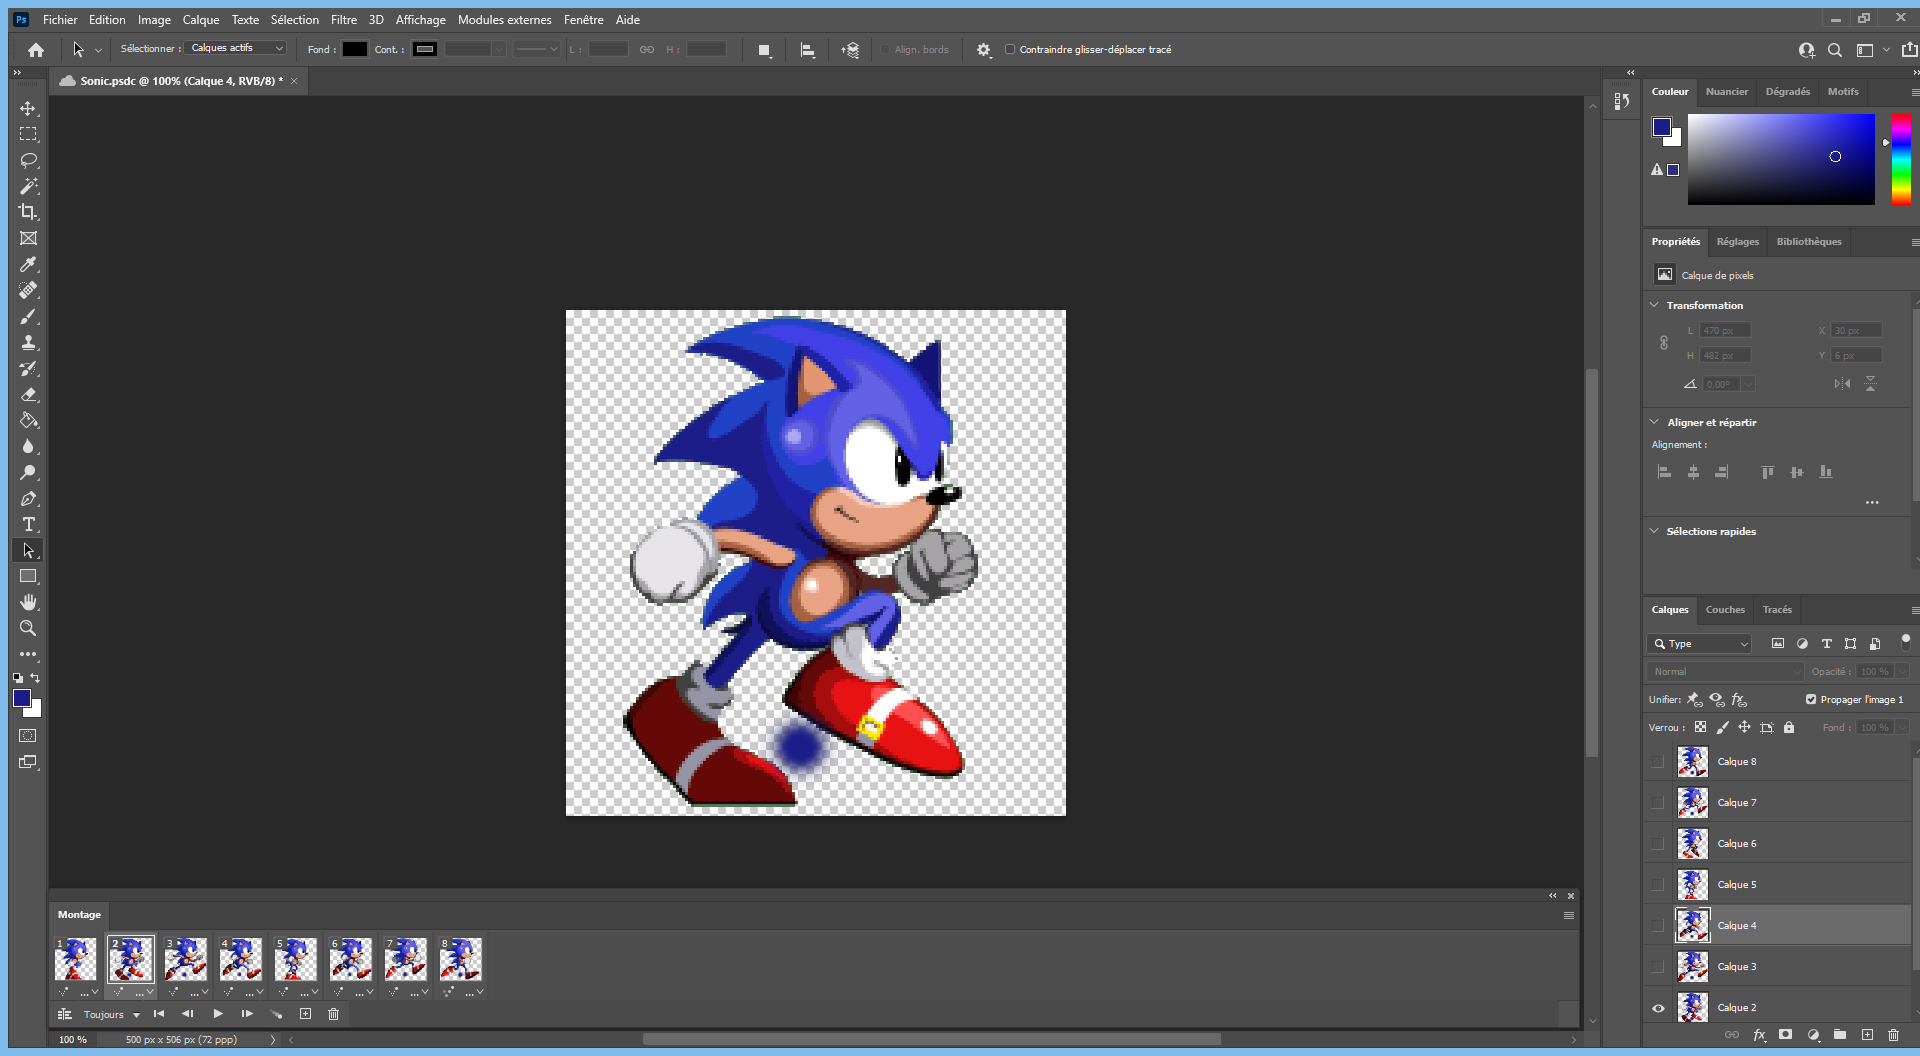 Ps Fichier Edition Image Calque Texte Sélection Filtre 3D Affichage Modules externes Fenêtre Aide
Sélectionner : Calques actifs Fond : Cont. : L : H : Align. bords Contraindre glisser-déplacer tracé
Sonic.psdc @ 100% (Calque 4, RVB/8) *
Couleur Nuancier Dégradés Motifs
Propriétés Réglages Bibliothèques
Calque de pixels
Transformation
L 470 px X 30 px
H 482 px Y 6 px
0,00°
Aligner et répartir
Alignement :
Sélections rapides
Calques Couches Tracés
Type
Normal Opacité : 100 %
Unifier: Propager l'image 1
Verrou : Fond : 100 %
Calque 8
Calque 7
Calque 6
Calque 5
Calque 4
Calque 3
Calque 2
Montage
1 2 3 4 5 6 7 8
Toujours
100 % 500 px x 506 px (72 ppp)